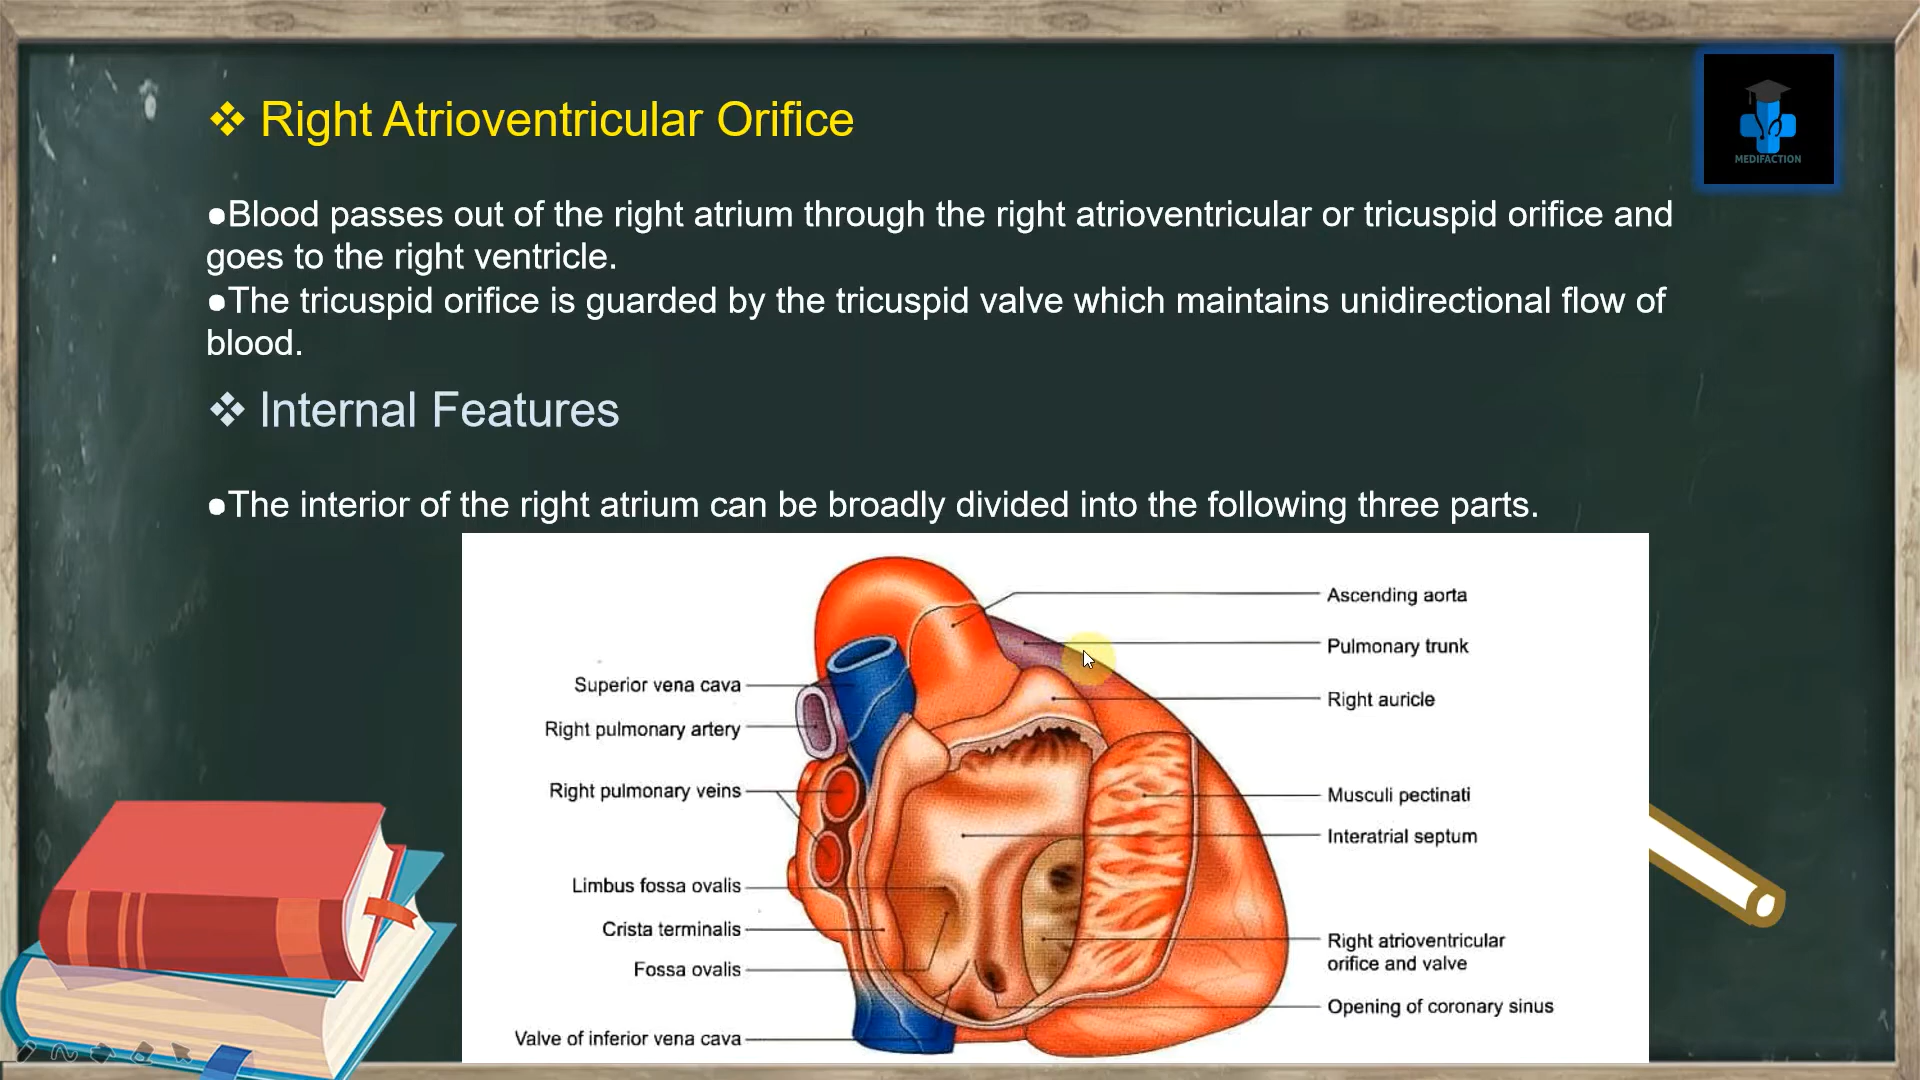 ❖ Right Atrioventricular Orifice
MEDIFACTION
●Blood passes out of the right atrium through the right atrioventricular or tricuspid orifice and
goes to the right ventricle.
●The tricuspid orifice is guarded by the tricuspid valve which maintains unidirectional flow of
blood.
❖ Internal Features
●The interior of the right atrium can be broadly divided into the following three parts.
Superior vena cava
Right pulmonary artery
Right pulmonary veins
Limbus fossa ovalis
Crista terminalis
Fossa ovalis
Valve of inferior vena cava
Ascending aorta
Pulmonary trunk
Right auricle
Musculi pectinati
Interatrial septum
Right atrioventricular
orifice and valve
Opening of coronary sinus